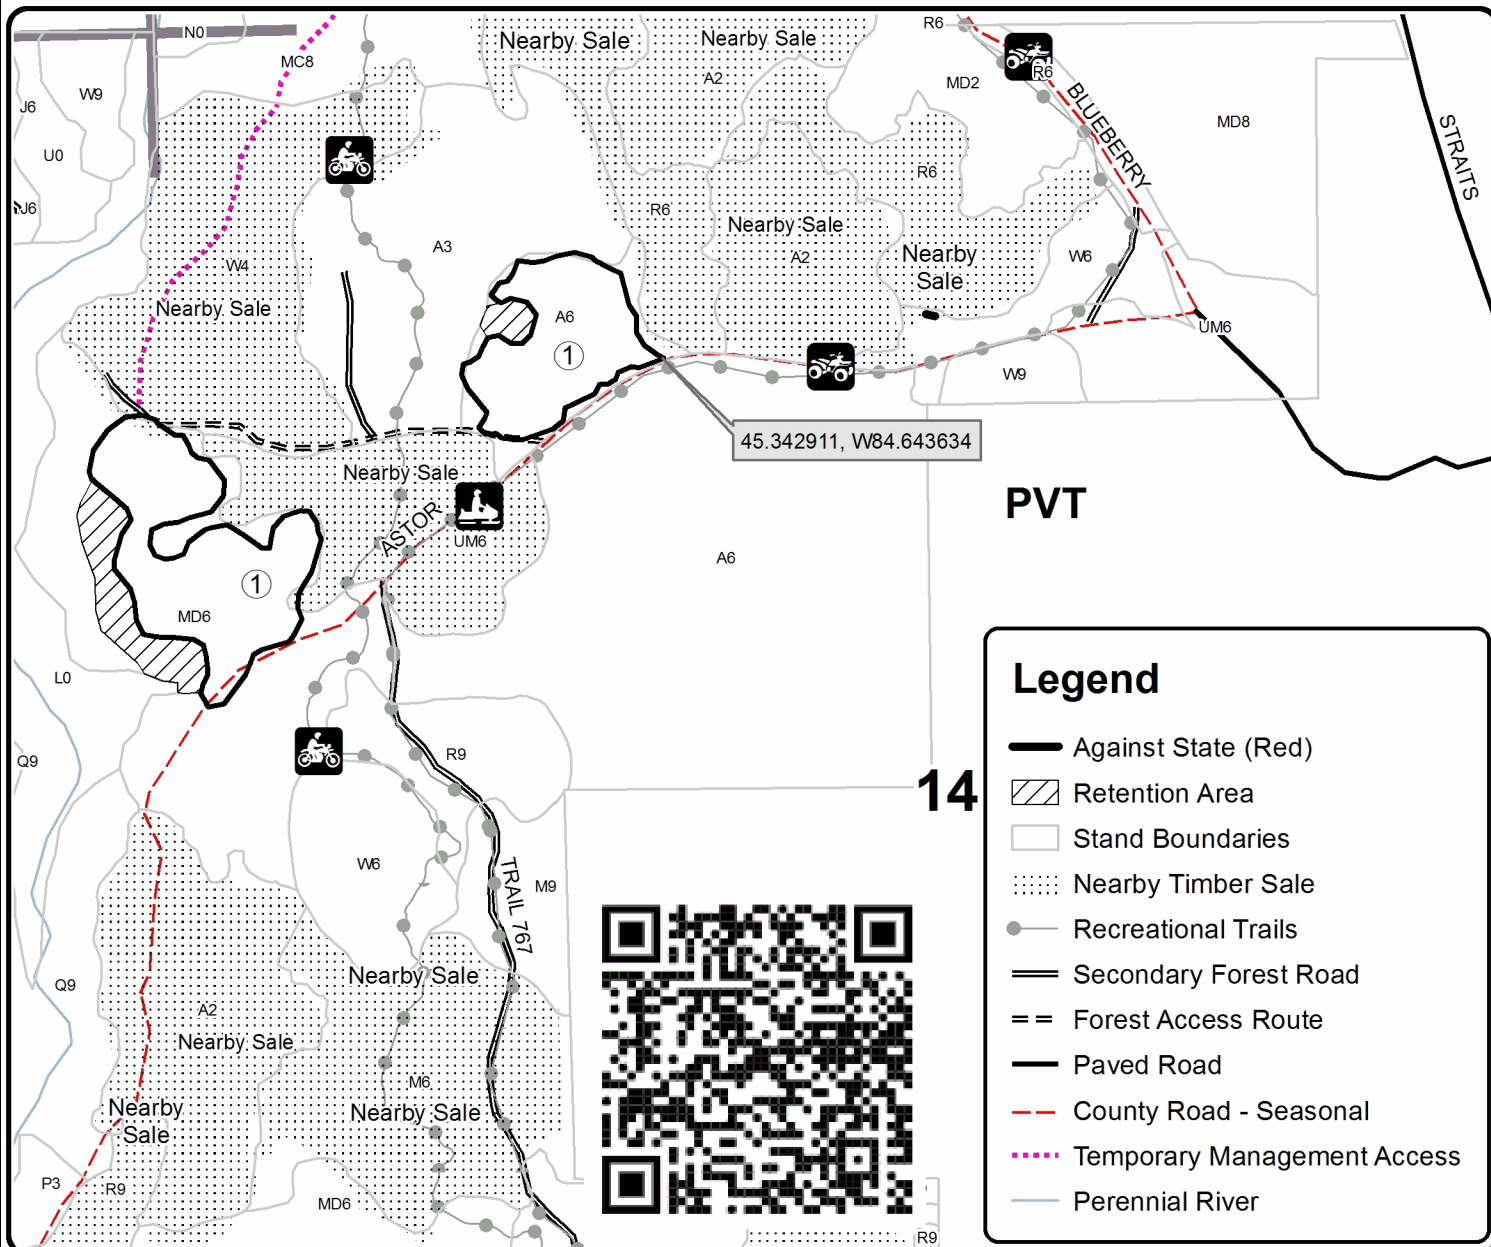 N0
MC8
W9
J6
U0
J6
Nearby Sale
Nearby Sale
A2
R6
R6
MD2
BLUEBERRY
MD8
STRAITS
W4
Nearby Sale
A3
R6
Nearby Sale
A2
R6
Nearby
Sale
W6
UM6
A6
1
W9
45.342911, W84.643634
PVT
Nearby Sale
ASTOR
UM6
A6
1
MD6
L0
Q9
R9
14
W6
TRAIL 767
M9
Q9
A2
Nearby Sale
Nearby Sale
M6
Nearby Sale
Nearby
Sale
P3
R9
MD6
R9
Legend
Against State (Red)
Retention Area
Stand Boundaries
Nearby Timber Sale
Recreational Trails
Secondary Forest Road
Forest Access Route
Paved Road
County Road - Seasonal
Temporary Management Access
Perennial River